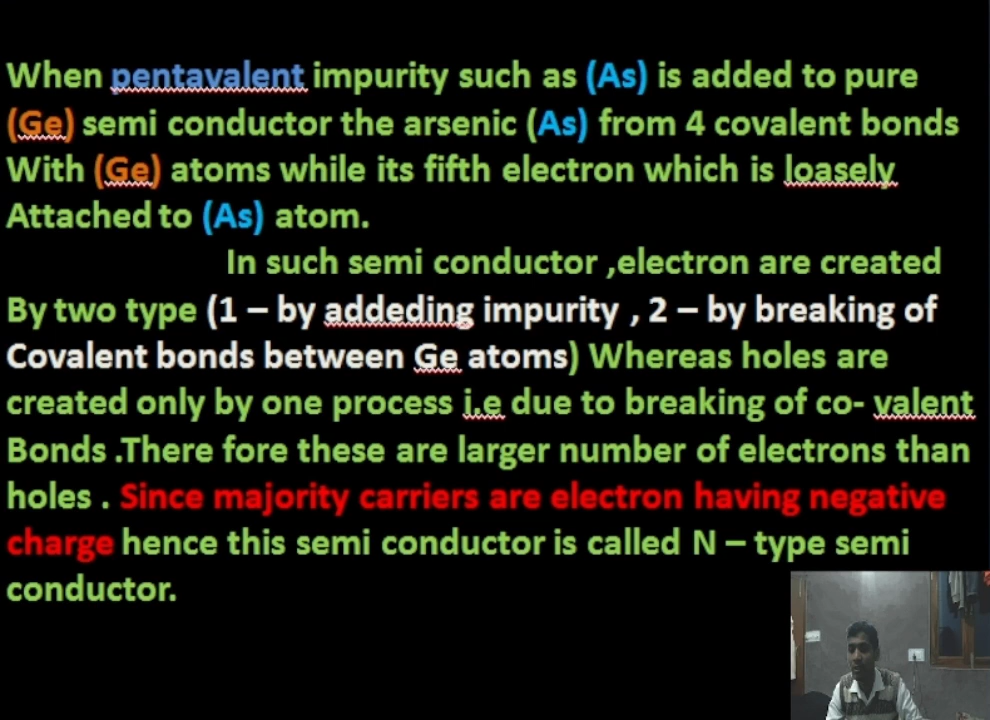 When pentavalent impurity such as (As) is added to pure
(Ge) semi conductor the arsenic (As) from 4 covalent bonds
With (Ge) atoms while its fifth electron which is loasely
Attached to (As) atom.
In such semi conductor ,electron are created
By two type (1 – by addeding impurity , 2 – by breaking of
Covalent bonds between Ge atoms) Whereas holes are
created only by one process i.e due to breaking of co- valent
Bonds .There fore these are larger number of electrons than
holes . Since majority carriers are electron having negative
charge hence this semi conductor is called N – type semi
conductor.